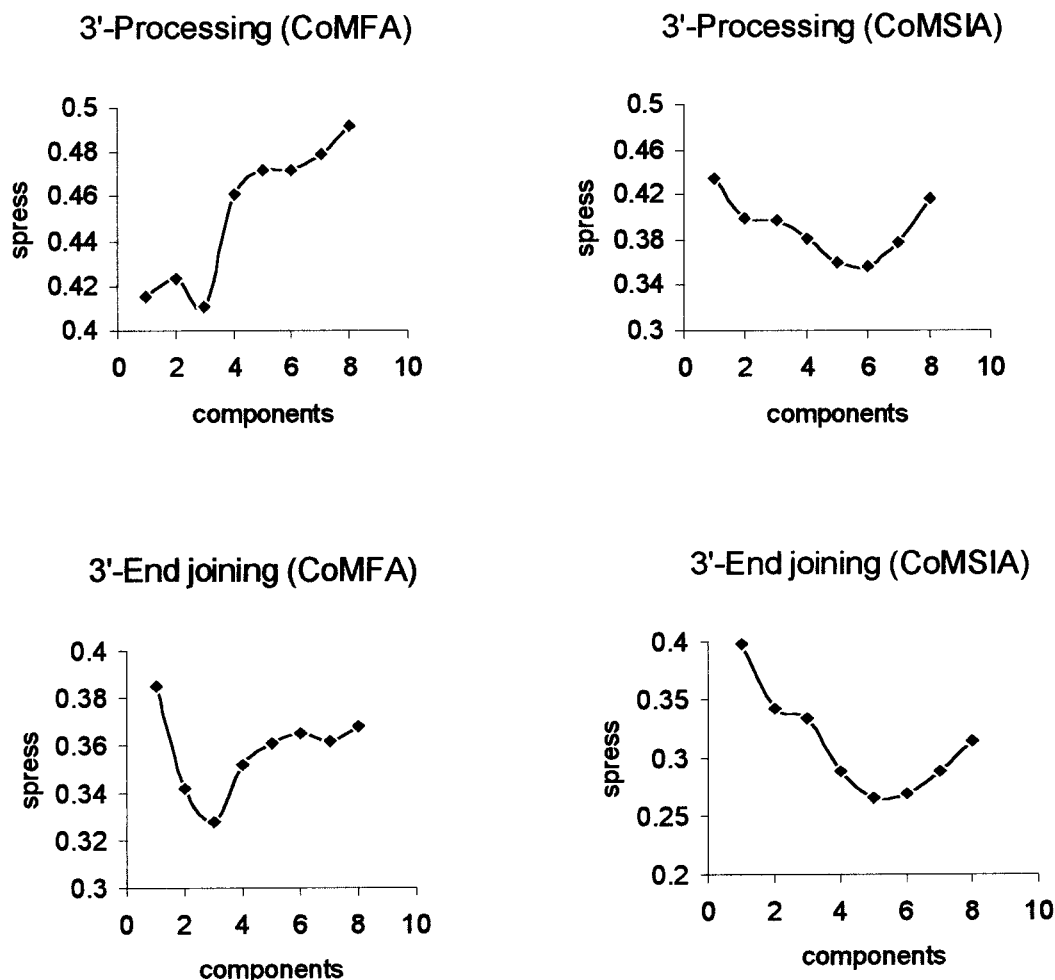 3'-Processing (CoMFA)
0.5
0.48
0.46
0.44
0.42
0.4
spress
0 2 4 6 8 10
components
3'-Processing (CoMSIA)
0.5
0.46
0.42
0.38
0.34
0.3
spress
0 2 4 6 8 10
components
3'-End joining (CoMFA)
0.4
0.38
0.36
0.34
0.32
0.3
spress
0 2 4 6 8 10
components
3'-End joining (CoMSIA)
0.4
0.35
0.3
0.25
0.2
spress
0 2 4 6 8 10
components